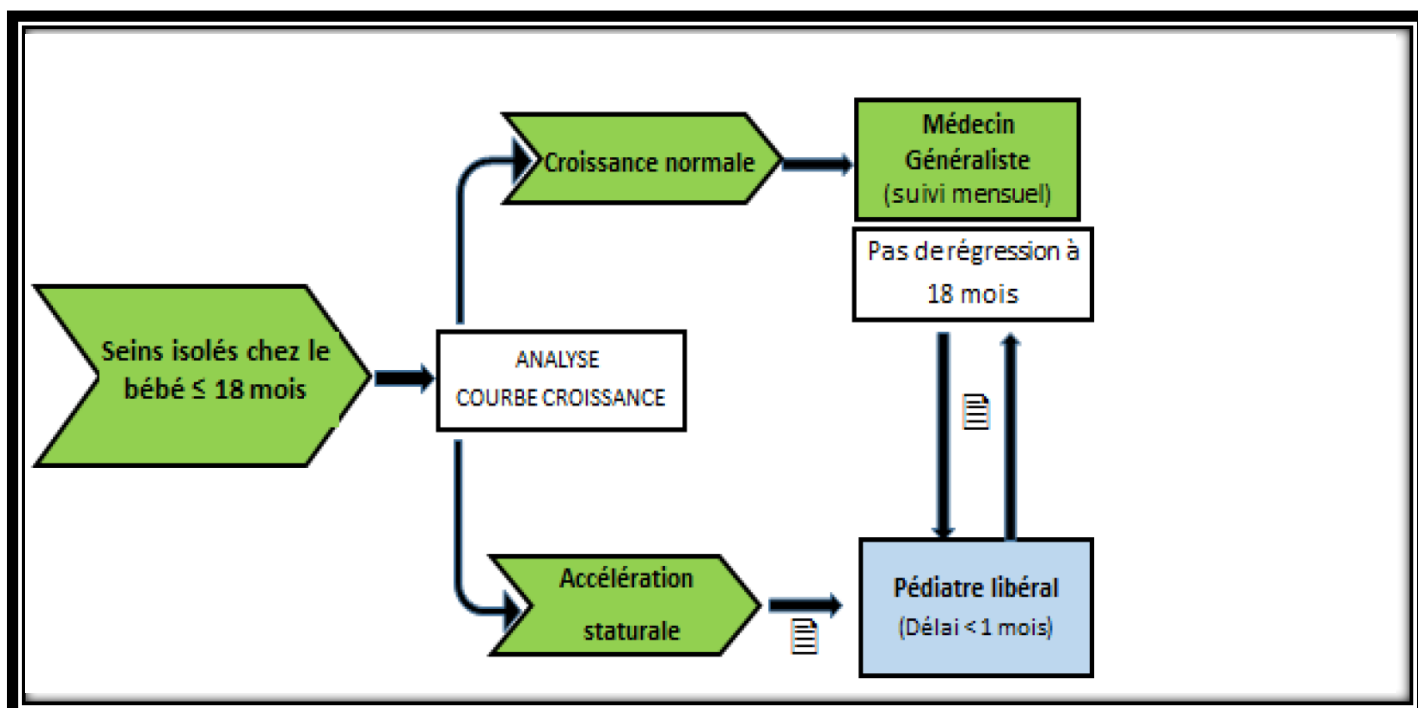 Seins isolés chez le
bébé ≤ 18 mois
ANALYSE
COURBE CROISSANCE
Croissance normale
Médecin
Généraliste
(suivi mensuel)
Pas de régression à
18 mois
Accélération
staturale
Pédiatre libéral
(Délai < 1 mois)